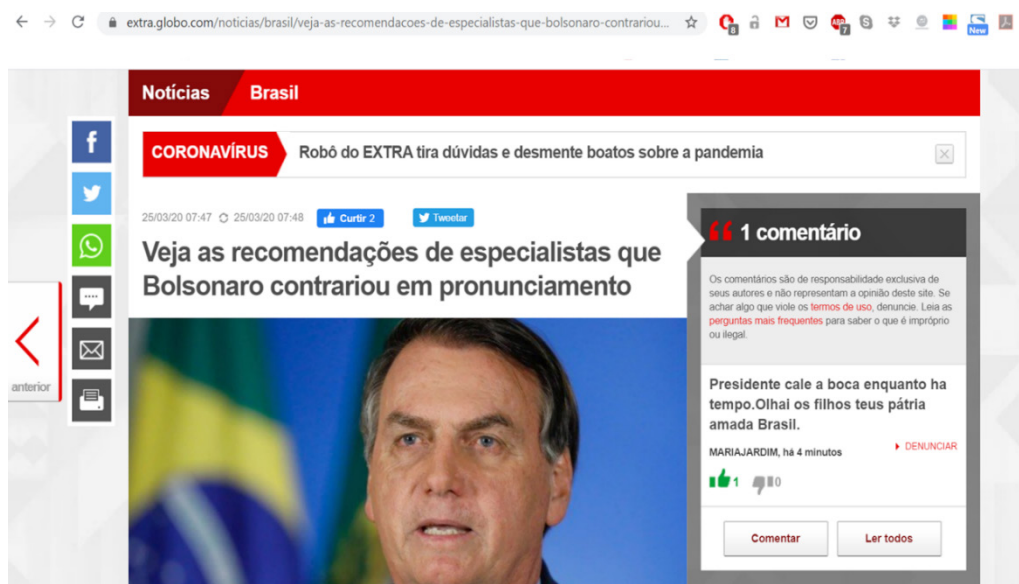 extra.globo.com/noticias/brasil/veja-as-recomendacoes-de-especialistas-que-bolsonaro-contrariou...
8
ABP
7
S
New
Notícias
Brasil
CORONAVÍRUS
Robô do EXTRA tira dúvidas e desmente boatos sobre a pandemia
25/03/20 07:47 25/03/20 07:48 Curtir 2 Tweetar
Veja as recomendações de especialistas que
Bolsonaro contrariou em pronunciamento
anterior
1 comentário
Os comentários são de responsabilidade exclusiva de
seus autores e não representam a opinião deste site. Se
achar algo que viole os termos de uso, denuncie. Leia as
perguntas mais frequentes para saber o que é impróprio
ou ilegal.
Presidente cale a boca enquanto ha
tempo.Olhai os filhos teus pátria
amada Brasil.
MARIAJARDIM, há 4 minutos
DENUNCIAR
1 0
Comentar
Ler todos